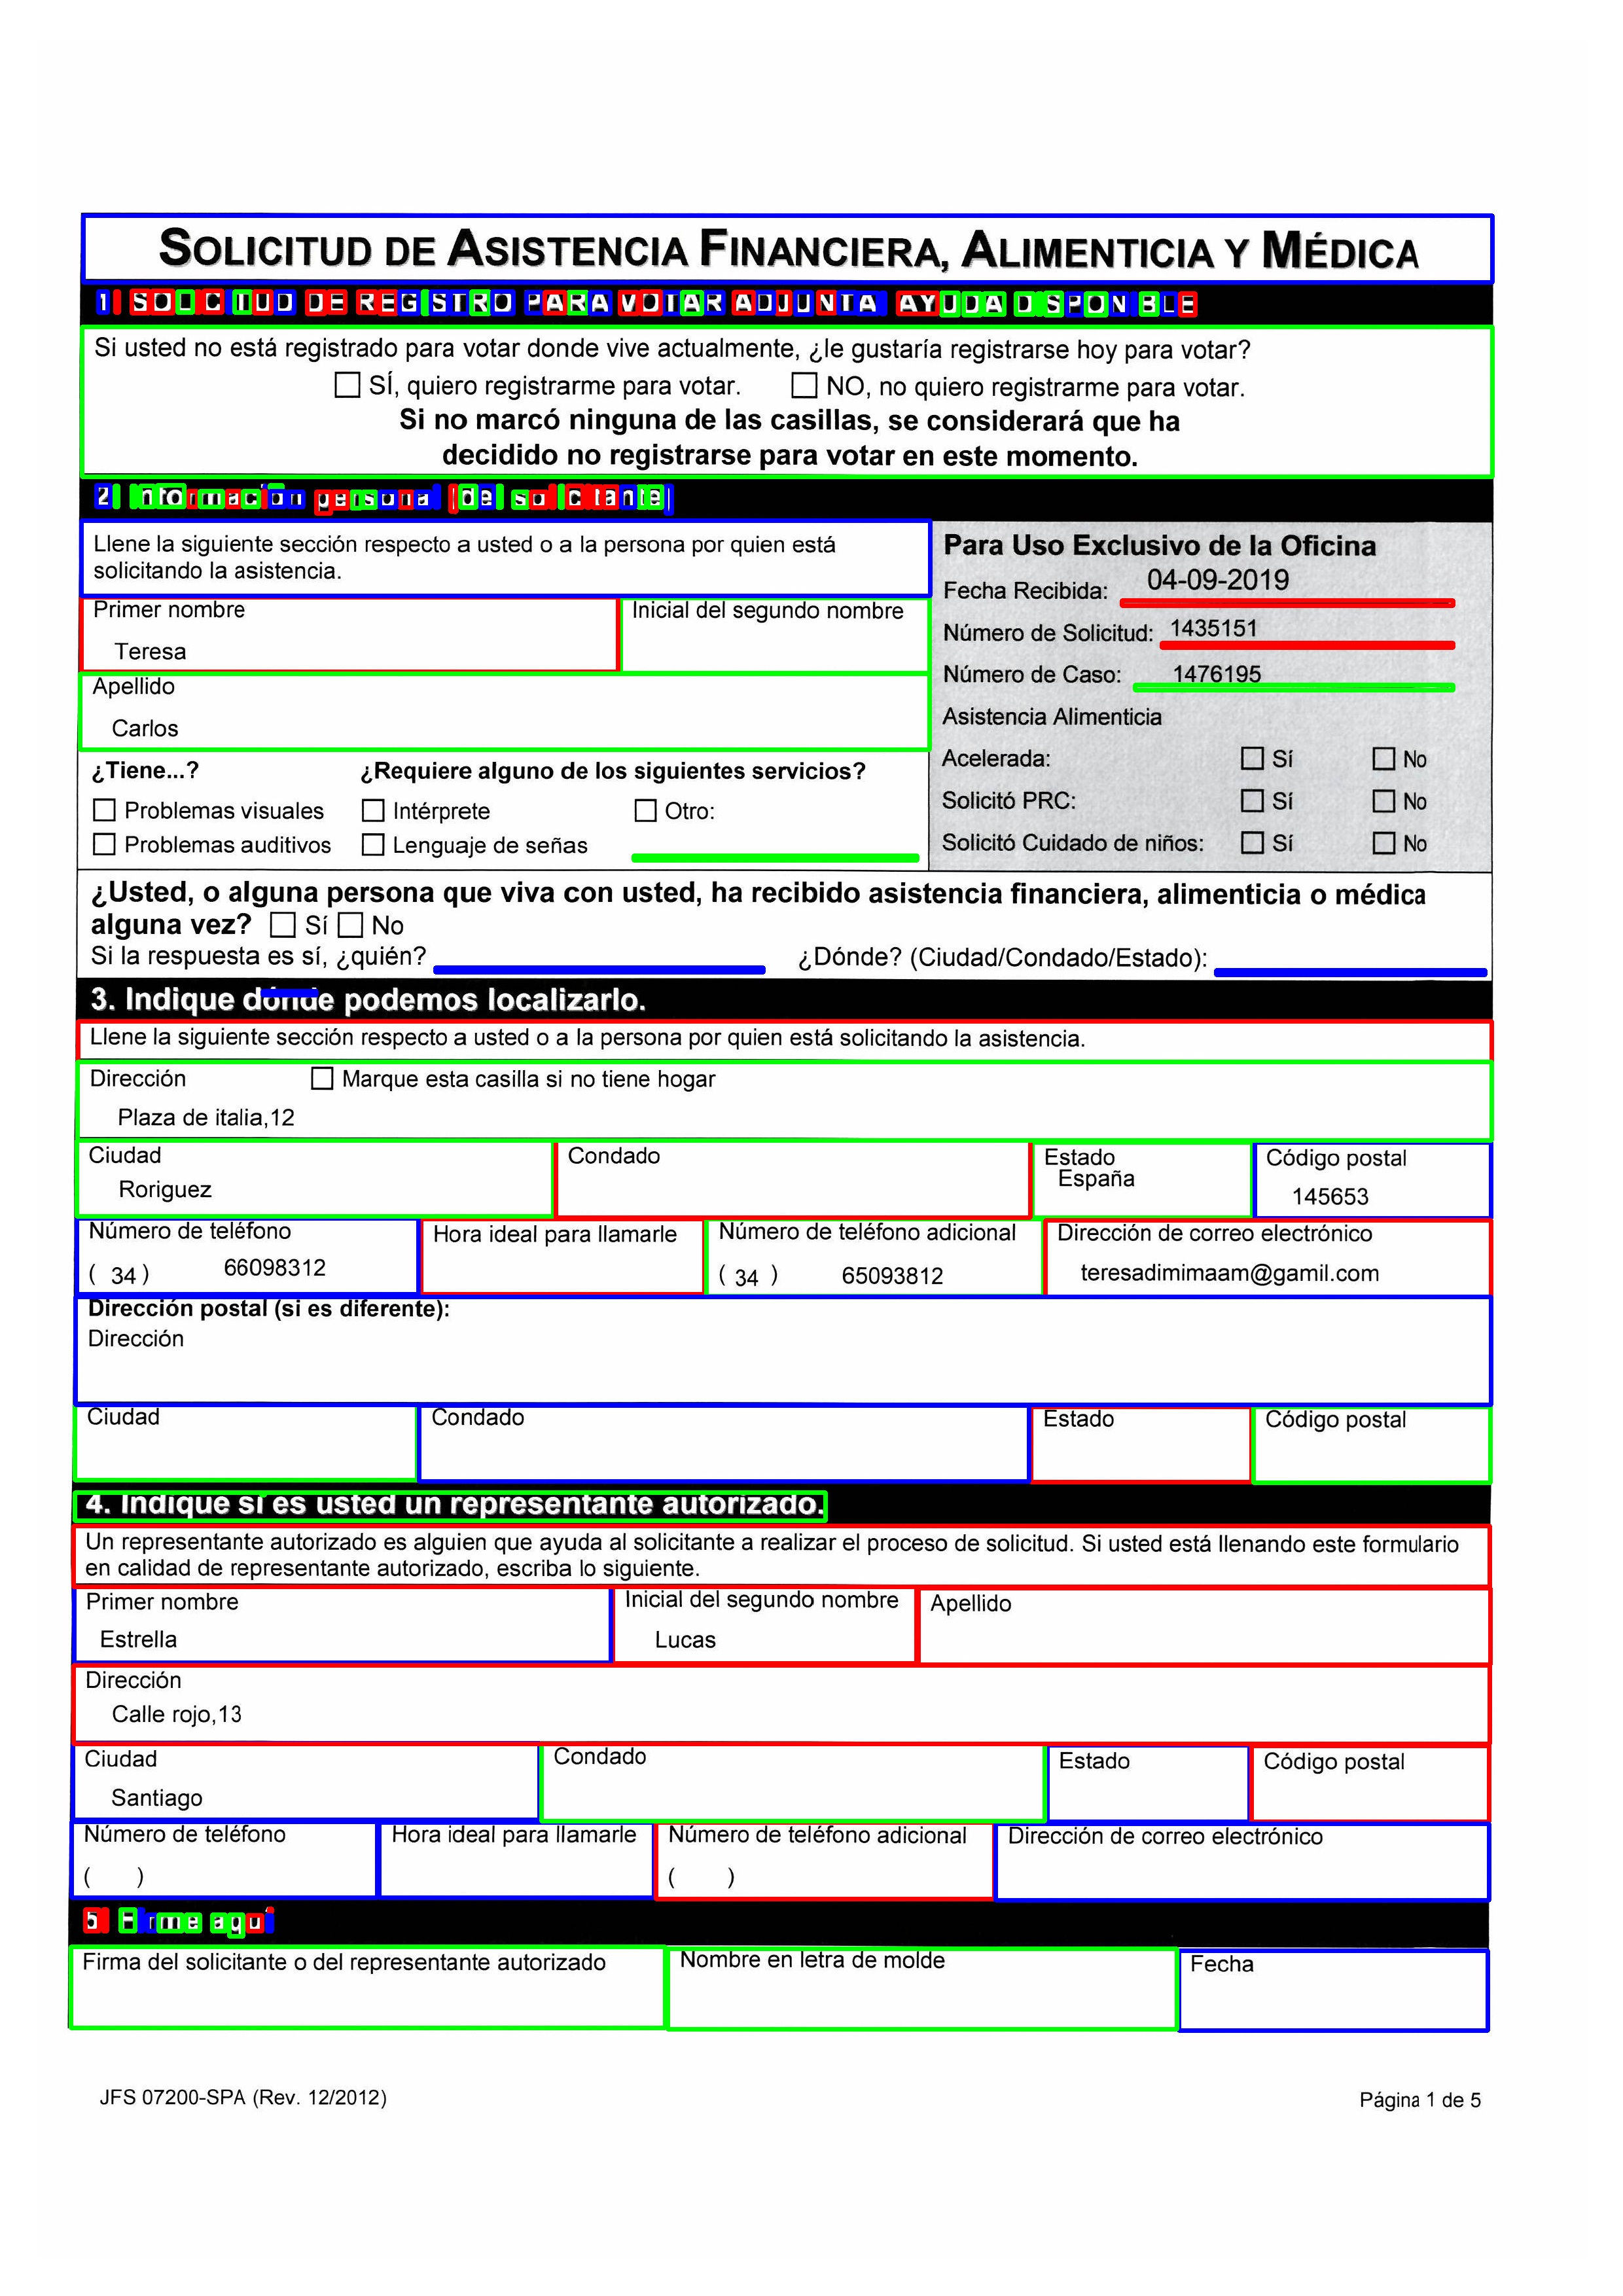 SOLICITUD DE ASISTENCIA FINANCIERA, ALIMENTICIA Y MÉDICA
1. SOLICITUD DE REGISTRO PARA VOTAR ADJUNTA AYUDA DISPONIBLE
Si usted no está registrado para votar donde vive actualmente, ¿le gustaría registrarse hoy para votar?
SÍ, quiero registrarme para votar. NO, no quiero registrarme para votar.
Si no marcó ninguna de las casillas, se considerará que ha
decidido no registrarse para votar en este momento.
2. Información personal (del solicitante)
Llene la siguiente sección respecto a usted o a la persona por quien está
solicitando la asistencia.
Primer nombre Inicial del segundo nombre
Teresa
Apellido
Carlos
¿Tiene...? ¿Requiere alguno de los siguientes servicios?
Problemas visuales Intérprete Otro:
Problemas auditivos Lenguaje de señas
Para Uso Exclusivo de la Oficina
Fecha Recibida: 04-09-2019
Número de Solicitud: 1435151
Número de Caso: 1476195
Asistencia Alimenticia
Acelerada: Sí No
Solicitó PRC: Sí No
Solicitó Cuidado de niños: Sí No
¿Usted, o alguna persona que viva con usted, ha recibido asistencia financiera, alimenticia o médica
alguna vez? Sí No
Si la respuesta es sí, ¿quién? ¿Dónde? (Ciudad/Condado/Estado):
3. Indique dónde podemos localizarlo.
Llene la siguiente sección respecto a usted o a la persona por quien está solicitando la asistencia.
Dirección Marque esta casilla si no tiene hogar
Plaza de italia,12
Ciudad Condado Estado Código postal
Roriguez España 145653
Número de teléfono Hora ideal para llamarle Número de teléfono adicional Dirección de correo electrónico
( 34 ) 66098312 ( 34 ) 65093812 teresadimimaam@gamil.com
Dirección postal (si es diferente):
Dirección
Ciudad Condado Estado Código postal
4. Indique si es usted un representante autorizado.
Un representante autorizado es alguien que ayuda al solicitante a realizar el proceso de solicitud. Si usted está llenando este formulario
en calidad de representante autorizado, escriba lo siguiente.
Primer nombre Inicial del segundo nombre Apellido
Estrella Lucas
Dirección
Calle rojo,13
Ciudad Condado Estado Código postal
Santiago
Número de teléfono Hora ideal para llamarle Número de teléfono adicional Dirección de correo electrónico
( ) ( )
5. Firme aquí
Firma del solicitante o del representante autorizado Nombre en letra de molde Fecha
JFS 07200-SPA (Rev. 12/2012) Página 1 de 5